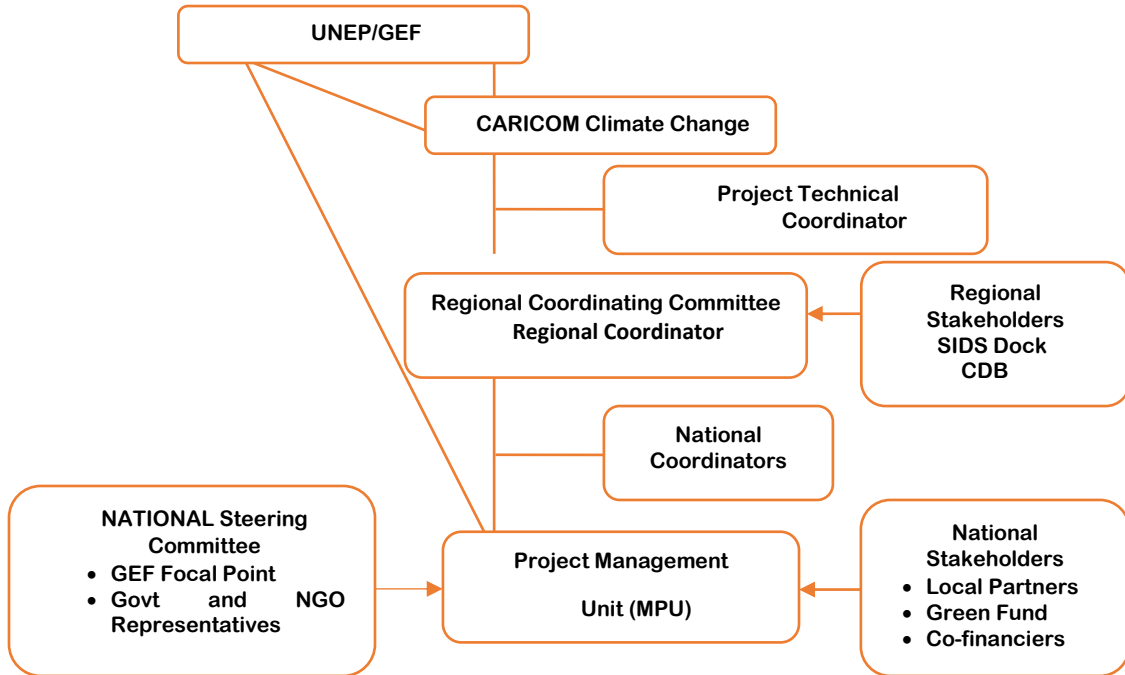 UNEP/GEF
CARICOM Climate Change
Project Technical
Coordinator
Regional Coordinating Committee
Regional Coordinator
Regional
Stakeholders
SIDS Dock
CDB
National
Coordinators
NATIONAL Steering
Committee
• GEF Focal Point
• Govt and NGO
Representatives
Project Management
Unit (MPU)
National
Stakeholders
• Local Partners
• Green Fund
• Co-financiers